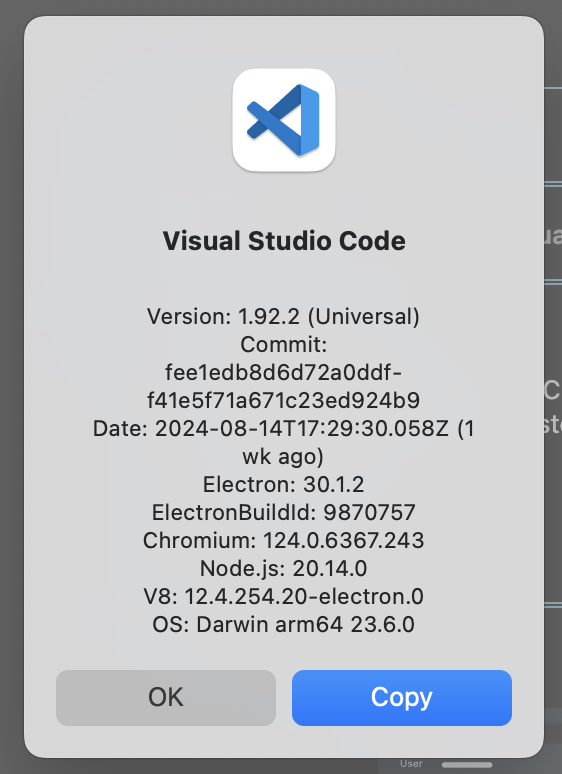 Visual Studio Code
Version: 1.92.2 (Universal)
Commit:
fee1edb8d6d72a0ddf-
f41e5f71a671c23ed924b9
Date: 2024-08-14T17:29:30.058Z (1
wk ago)
Electron: 30.1.2
ElectronBuildId: 9870757
Chromium: 124.0.6367.243
Node.js: 20.14.0
V8: 12.4.254.20-electron.0
OS: Darwin arm64 23.6.0
OK
Copy
User